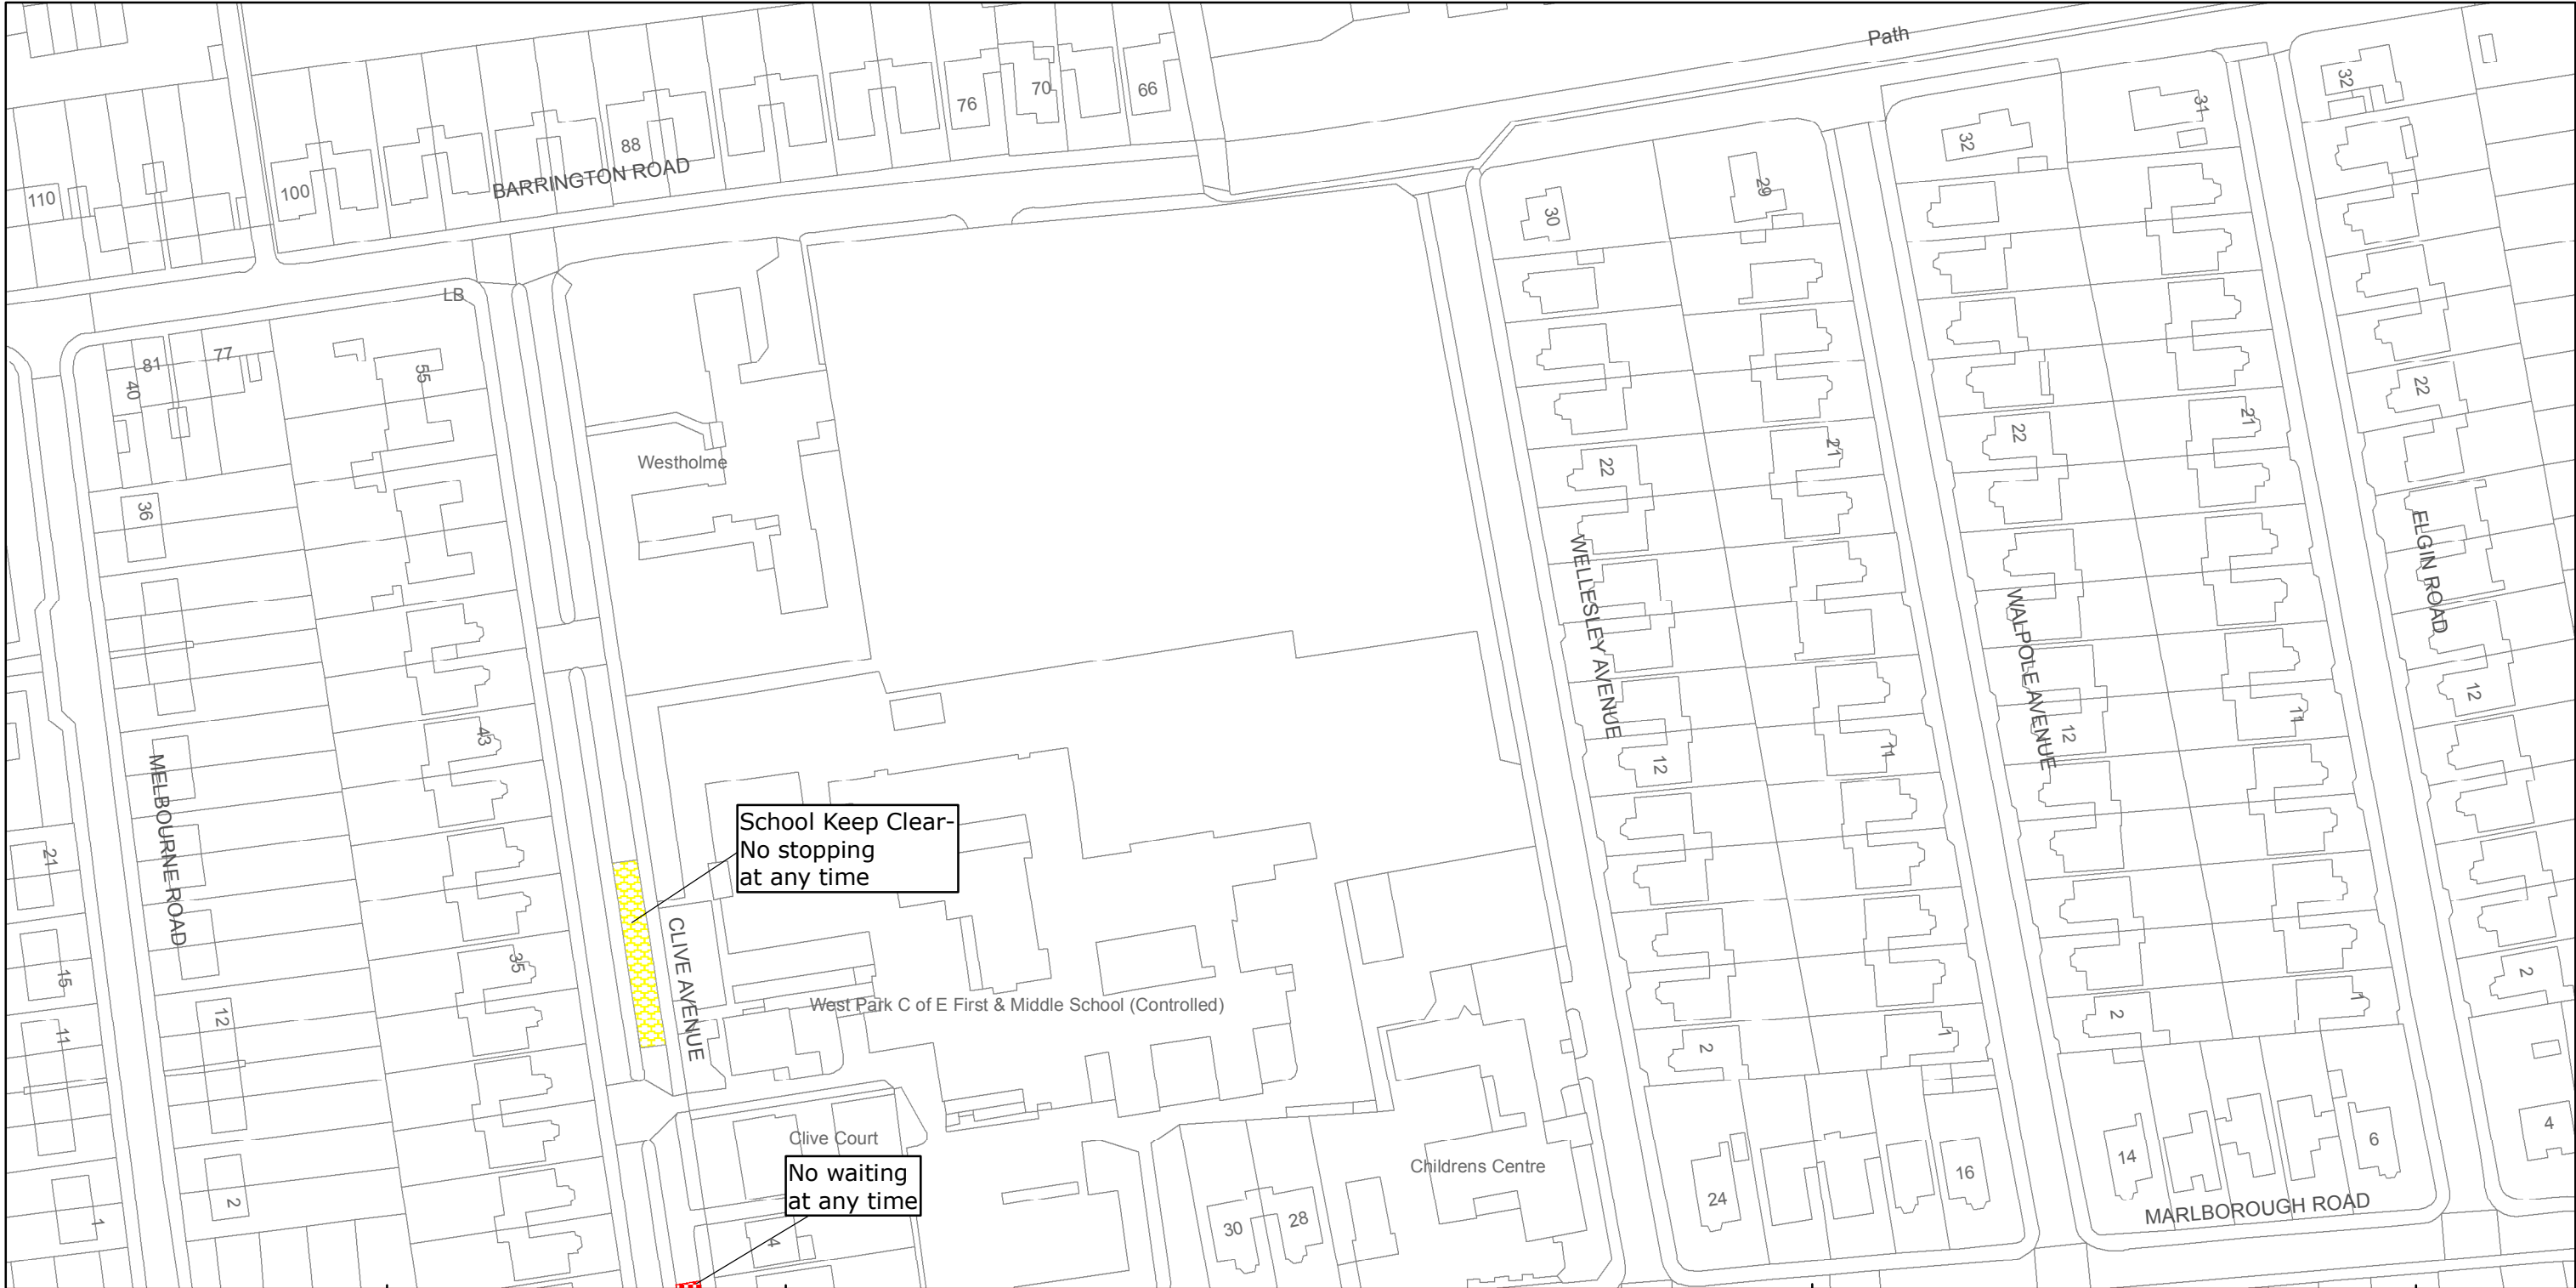 Path
110
100
88
BARRINGTON ROAD
76
70
66
32
31
32
30
29
LB
81
77
40
55
36
Westholme
22
21
22
21
22
WELLESLEY AVENUE
WALPOLE AVENUE
ELGIN ROAD
MELBOURNE ROAD
43
12
11
12
11
12
School Keep Clear-
No stopping
at any time
21
15
11
1
12
2
35
CLIVE AVENUE
West Park C of E First & Middle School (Controlled)
2
1
2
1
2
Clive Court
No waiting
at any time
4
30
28
Childrens Centre
24
16
14
6
4
MARLBOROUGH ROAD